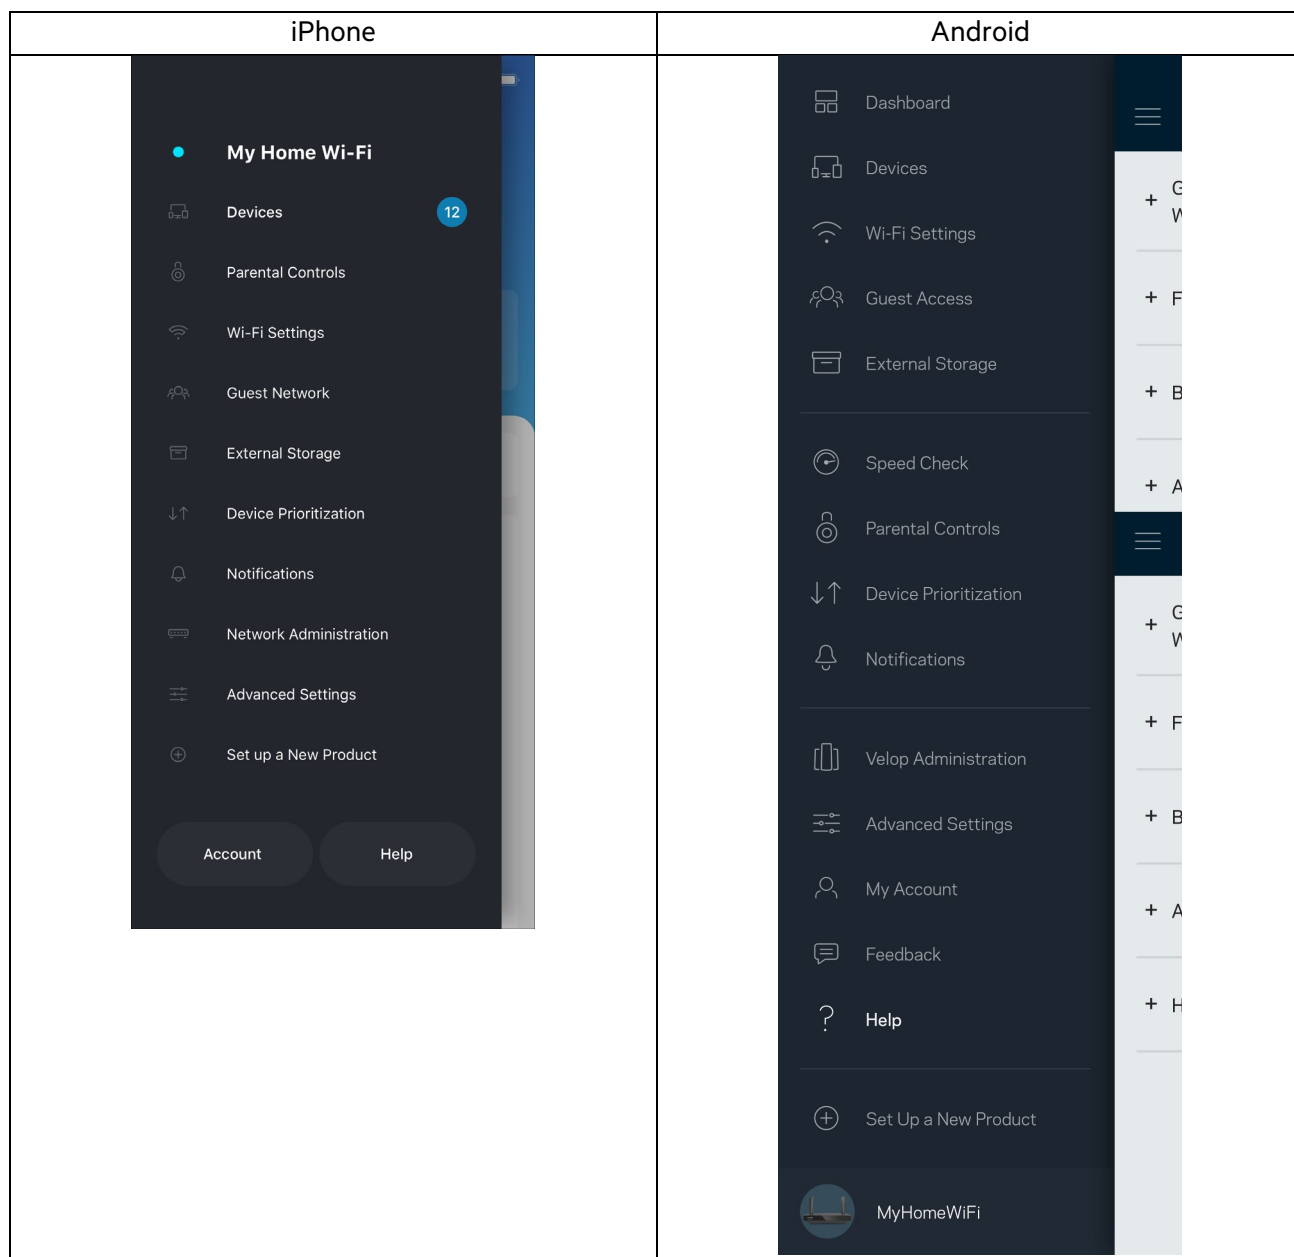 iPhone
Android
My Home Wi-Fi
Devices
12
Parental Controls
Wi-Fi Settings
Guest Network
External Storage
Device Prioritization
Notifications
Network Administration
Advanced Settings
Set up a New Product
Account
Help
Dashboard
Devices
Wi-Fi Settings
Guest Access
External Storage
Speed Check
Parental Controls
Device Prioritization
Notifications
Velop Administration
Advanced Settings
My Account
Feedback
Help
Set Up a New Product
MyHomeWiFi